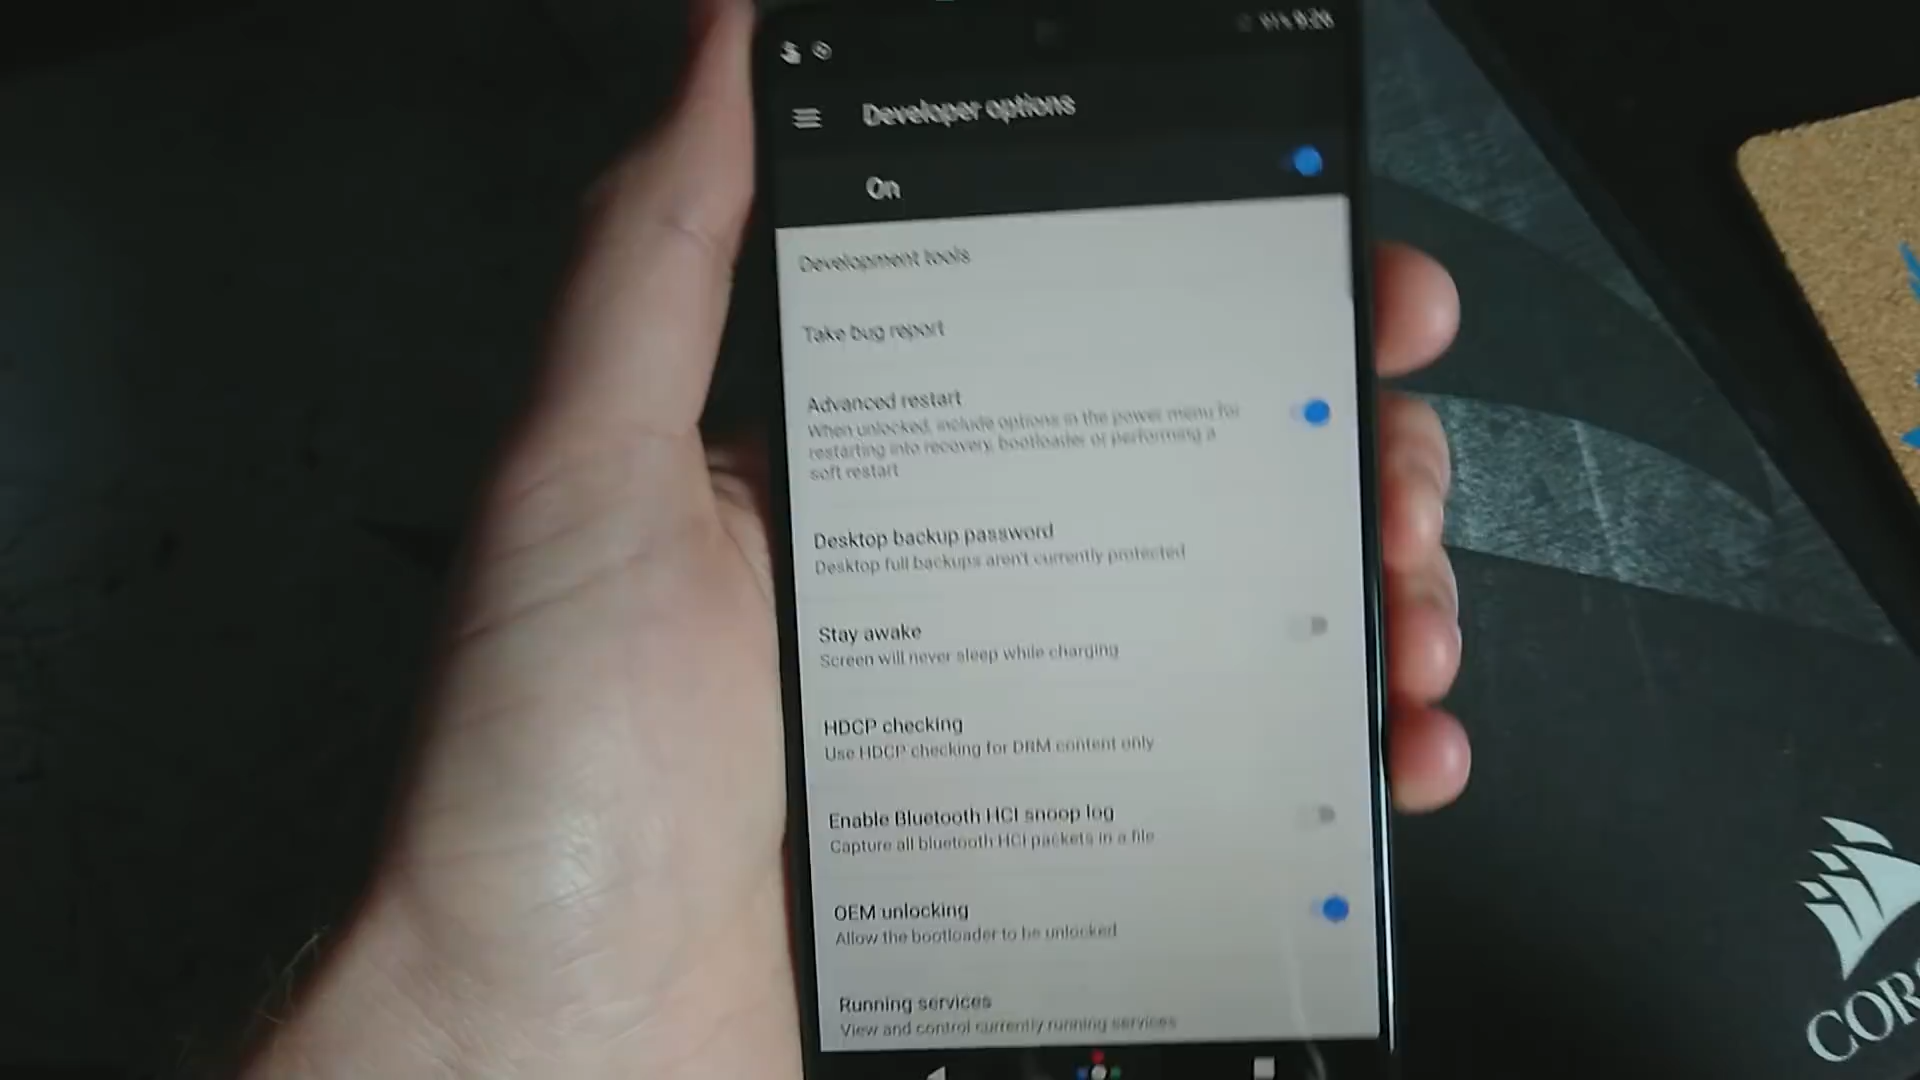 Developer options
On
Development tools
Take bug report
Advanced restart
When unlocked, include options in the power menu for
restarting into recovery, bootloader or performing a
soft restart
Desktop backup password
Desktop full backups aren't currently protected
Stay awake
Screen will never sleep while charging
HDCP checking
Use HDCP checking for DRM content only
Enable Bluetooth HCI snoop log
Capture all bluetooth HCI packets in a file
OEM unlocking
Allow the bootloader to be unlocked
Running services
View and control currently running services
COR